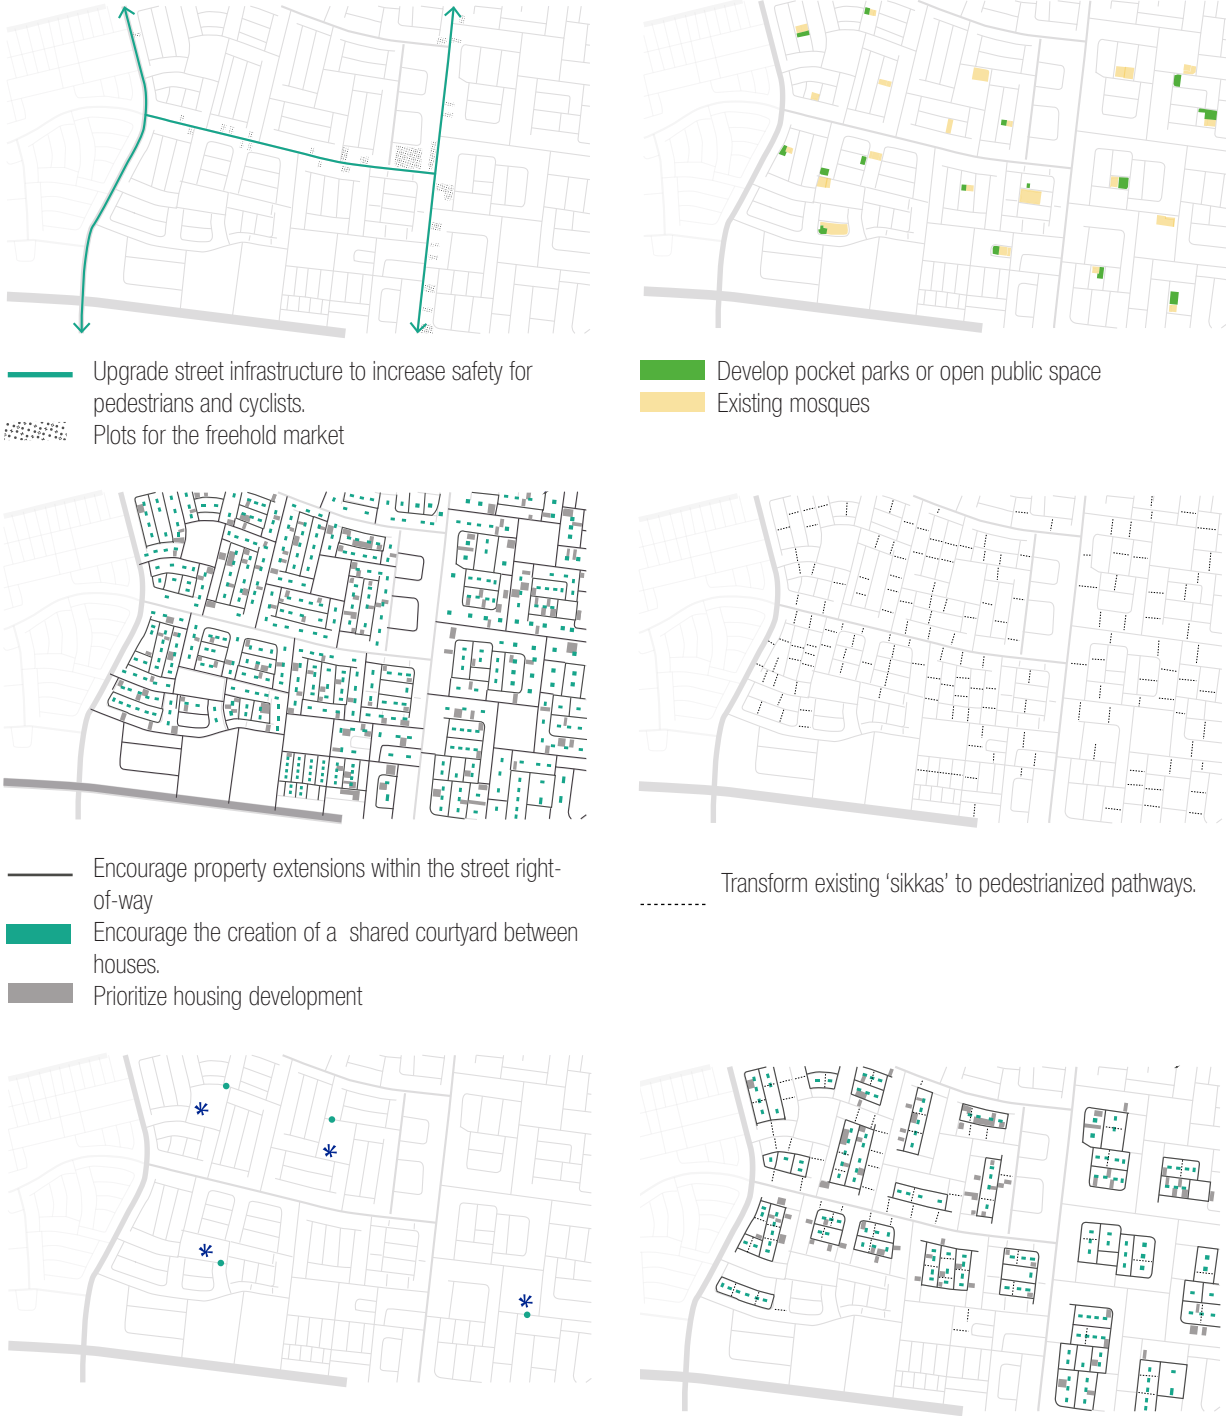 Upgrade street infrastructure to increase safety for
pedestrians and cyclists.
Plots for the freehold market
Develop pocket parks or open public space
Existing mosques
Encourage property extensions within the street right-
of-way
Encourage the creation of a shared courtyard between
houses.
Prioritize housing development
Transform existing ‘sikkas’ to pedestrianized pathways.